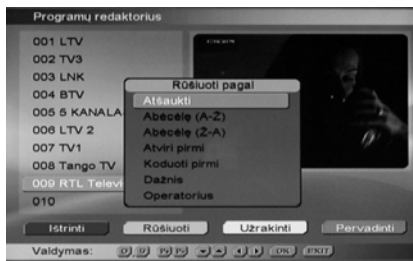 Programų redaktorius
001 LTV
002 TV3
003 LNK
004 BTV
005 5 KANALA
006 LTV 2
007 TV1
008 Tango TV
009 RTL Televi
010
Rūšiuoti pagal
Atšaukti
Abėcėlę (A-Ž)
Abėcėlę (Ž-A)
Atviri pirmi
Koduoti pirmi
Dažnis
Operatorius
Ištrinti
Rūšiuoti
Užrakinti
Pervadinti
Valdymas:
OK
EXIT